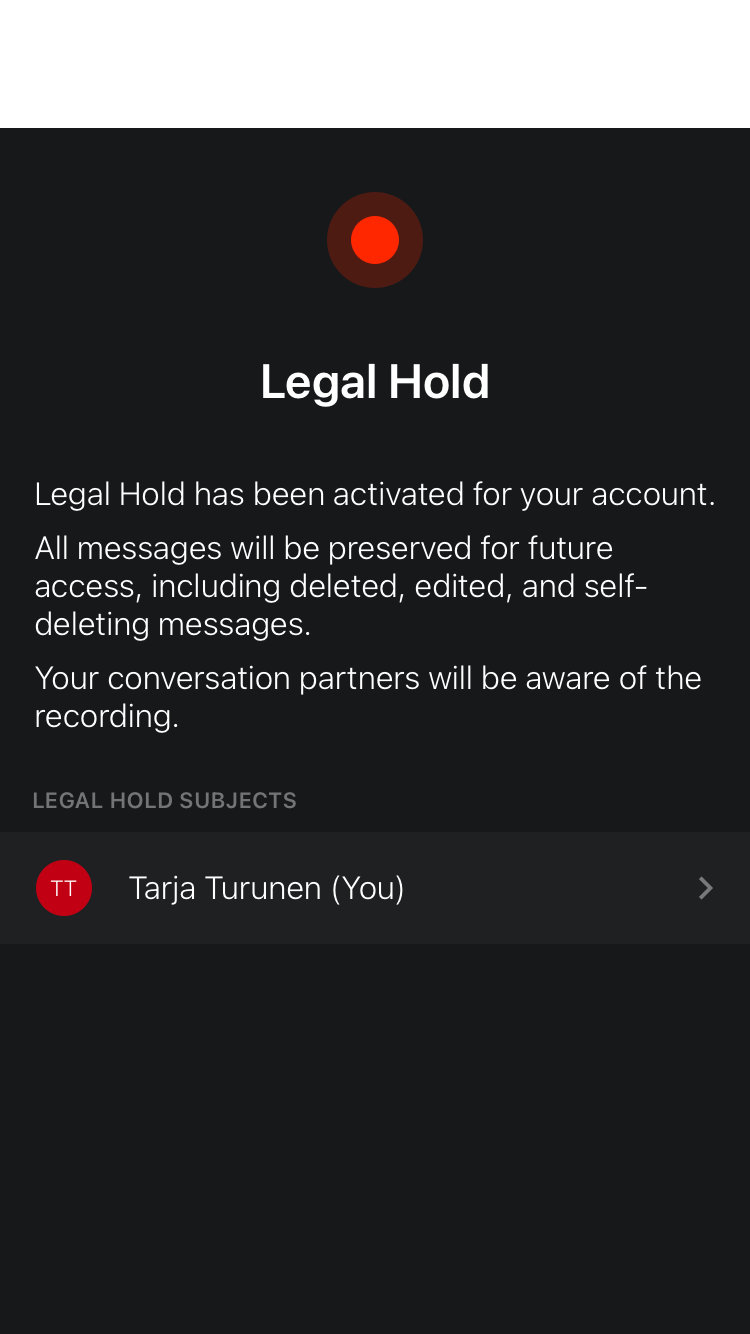 Legal Hold
Legal Hold has been activated for your account.
All messages will be preserved for future
access, including deleted, edited, and self-
deleting messages.
Your conversation partners will be aware of the
recording.
LEGAL HOLD SUBJECTS
TT Tarja Turunen (You)